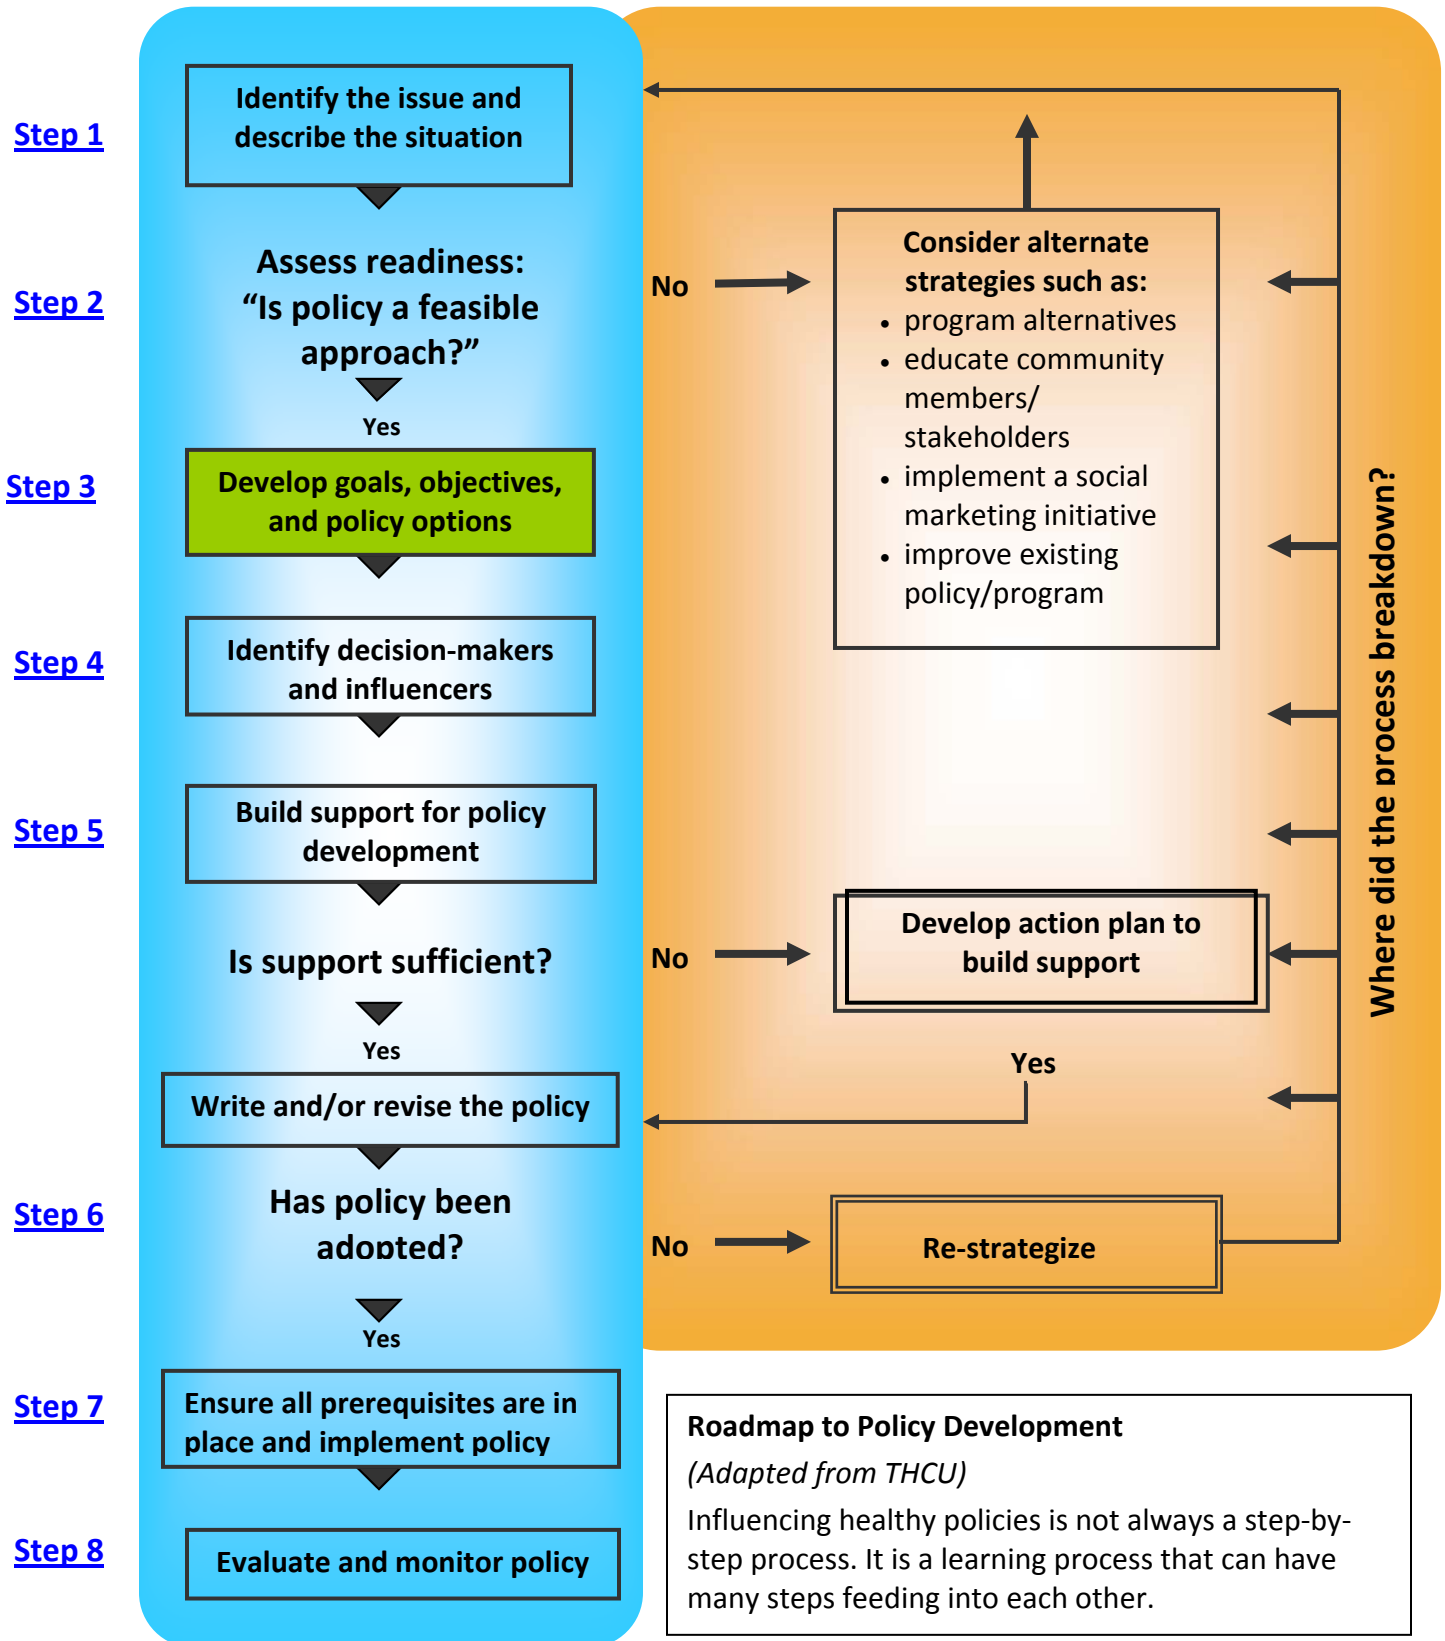 Step 1
Identify the issue and
describe the situation
Step 2
Assess readiness:
“Is policy a feasible
approach?”
No
Consider alternate
strategies such as:
• program alternatives
• educate community
members/
stakeholders
• implement a social
marketing initiative
• improve existing
policy/program
Yes
Step 3
Develop goals, objectives,
and policy options
Step 4
Identify decision-makers
and influencers
Step 5
Build support for policy
development
Is support sufficient?
No
Develop action plan to
build support
Yes
Yes
Write and/or revise the policy
Step 6
Has policy been
adopted?
No
Re-strategize
Where did the process breakdown?
Yes
Step 7
Ensure all prerequisites are in
place and implement policy
Step 8
Evaluate and monitor policy
Roadmap to Policy Development
(Adapted from THCU)
Influencing healthy policies is not always a step-by-
step process. It is a learning process that can have
many steps feeding into each other.